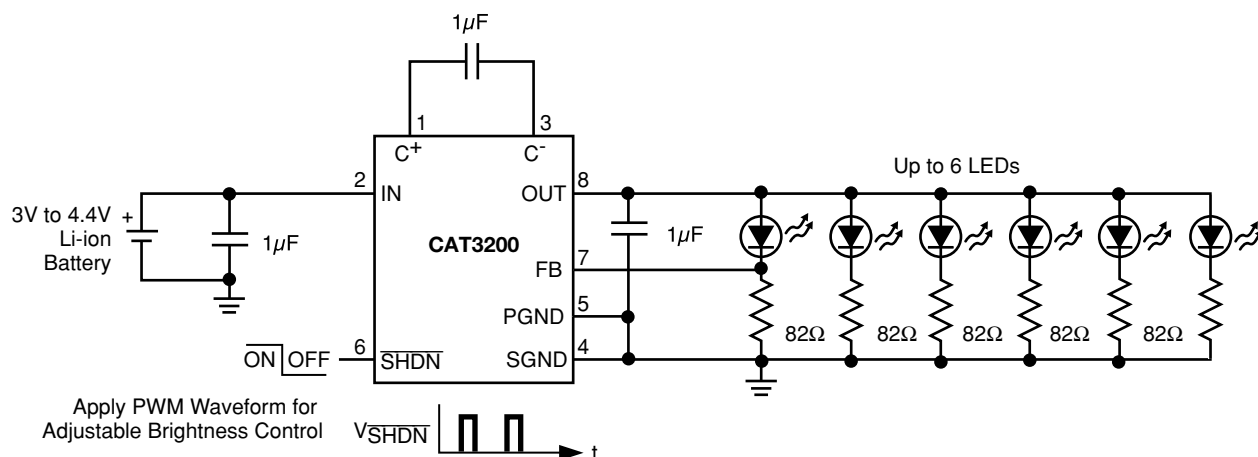 1µF
1
3
C+
C-
2
IN
OUT
8
Up to 6 LEDs
3V to 4.4V
Li-ion
Battery
+
1µF
CAT3200
1µF
FB
7
PGND
5
82Ω
82Ω
82Ω
82Ω
82Ω
ON
OFF
6
SHDN
SGND
4
Apply PWM Waveform for
Adjustable Brightness Control
VSHDN
t